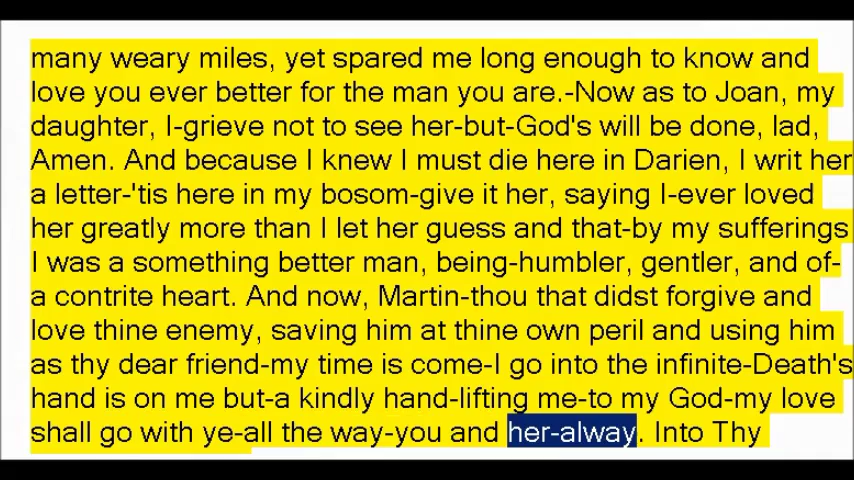 many weary miles, yet spared me long enough to know and
love you ever better for the man you are.-Now as to Joan, my
daughter, I-grieve not to see her-but-God's will be done, lad,
Amen. And because I knew I must die here in Darien, I writ her
a letter-'tis here in my bosom-give it her, saying I-ever loved
her greatly more than I let her guess and that-by my sufferings
I was a something better man, being-humbler, gentler, and of-
a contrite heart. And now, Martin-thou that didst forgive and
love thine enemy, saving him at thine own peril and using him
as thy dear friend-my time is come-I go into the infinite-Death's
hand is on me but-a kindly hand-lifting me-to my God-my love
shall go with ye-all the way-you and her-alway. Into Thy